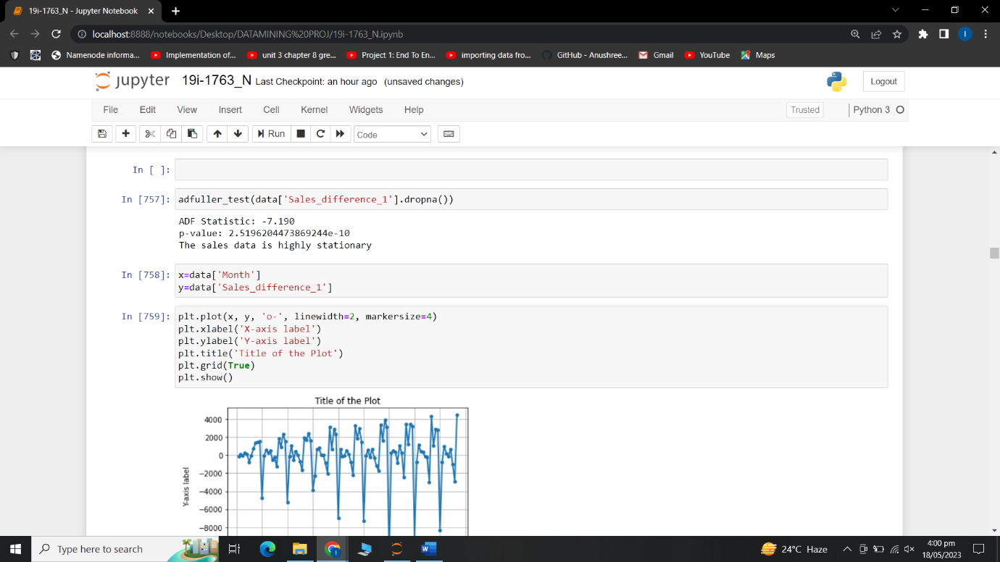 19i-1763_N - Jupyter Notebook
localhost:8888/notebooks/Desktop/DATAMINING%20PROJ/19i-1763_N.ipynb
Namenode informa... Implementation of... unit 3 chapter 8 gre... Project 1: End To En... importing data fro... GitHub - Anushree... Gmail YouTube Maps
jupyter 19i-1763_N Last Checkpoint: an hour ago (unsaved changes) Logout
File Edit View Insert Cell Kernel Widgets Help Trusted Python 3
Run Code
In [ ]:
In [757]: adfuller_test(data['Sales_difference_1'].dropna())
ADF Statistic: -7.190
p-value: 2.5196204473869244e-10
The sales data is highly stationary
In [758]: x=data['Month']
y=data['Sales_difference_1']
In [759]: plt.plot(x, y, 'o-', linewidth=2, markersize=4)
plt.xlabel('X-axis label')
plt.ylabel('Y-axis label')
plt.title('Title of the Plot')
plt.grid(True)
plt.show()
Title of the Plot
4000
2000
0
−2000
−4000
−6000
−8000
Y-axis label
Type here to search
24°C Haze
4:00 pm
18/05/2023